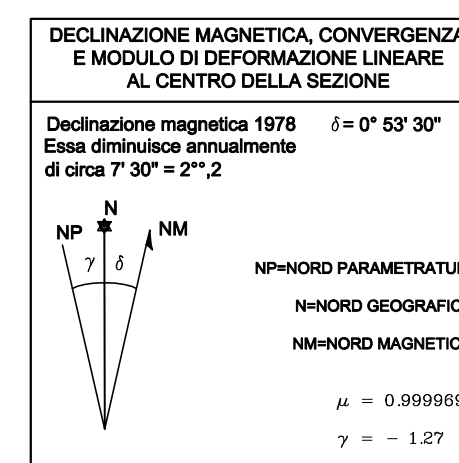 DECLINAZIONE MAGNETICA, CONVERGENZA
E MODULO DI DEFORMAZIONE LINEARE
AL CENTRO DELLA SEZIONE
Declinazione magnetica 1978 δ = 0° 53' 30"
Essa diminuisce annualmente
di circa 7' 30" = 2°°,2
N
NP NM
γ δ
NP=NORD PARAMETRATU
N=NORD GEOGRAFIC
NM=NORD MAGNETIC
μ = 0.999969
γ = − 1.27